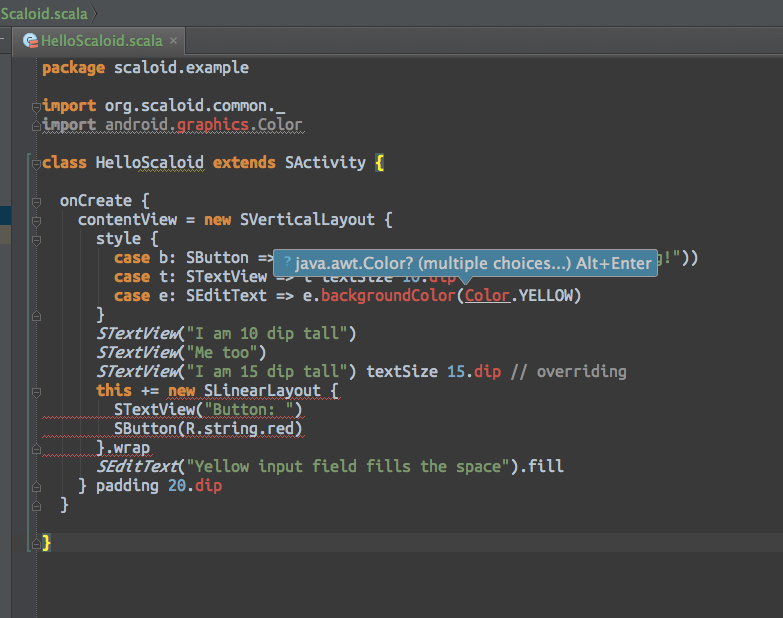 Scaloid.scala
HelloScaloid.scala ×
package scaloid.example
import org.scaloid.common._
import android.graphics.Color
class HelloScaloid extends SActivity {
onCreate {
contentView = new SVerticalLayout {
style {
case b: SButton => g!"))
? java.awt.Color? (multiple choices...) Alt+Enter
case t: STextView => t textSize 10.dip
case e: SEditText => e.backgroundColor(Color.YELLOW)
}
STextView("I am 10 dip tall")
STextView("Me too")
STextView("I am 15 dip tall") textSize 15.dip // overriding
this += new SLinearLayout {
STextView("Button: ")
SButton(R.string.red)
}.wrap
SEditText("Yellow input field fills the space").fill
} padding 20.dip
}
}